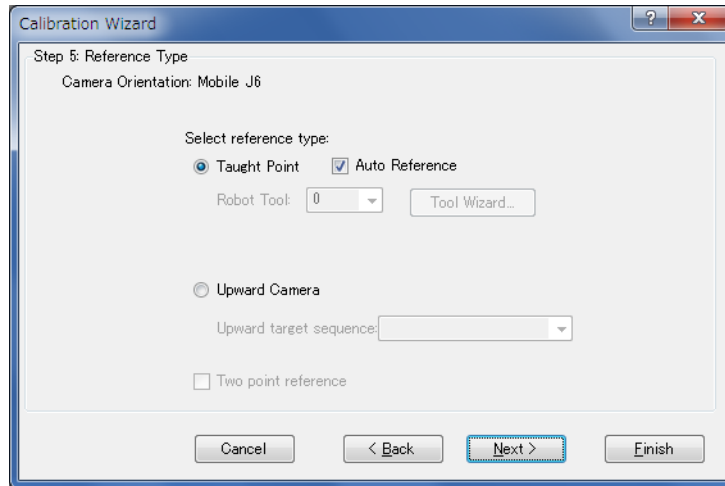 Calibration Wizard
Step 5: Reference Type
Camera Orientation: Mobile J6
Select reference type:
Taught Point Auto Reference
Robot Tool: 0 Tool Wizard...
Upward Camera
Upward target sequence:
Two point reference
Cancel < Back Next > Finish